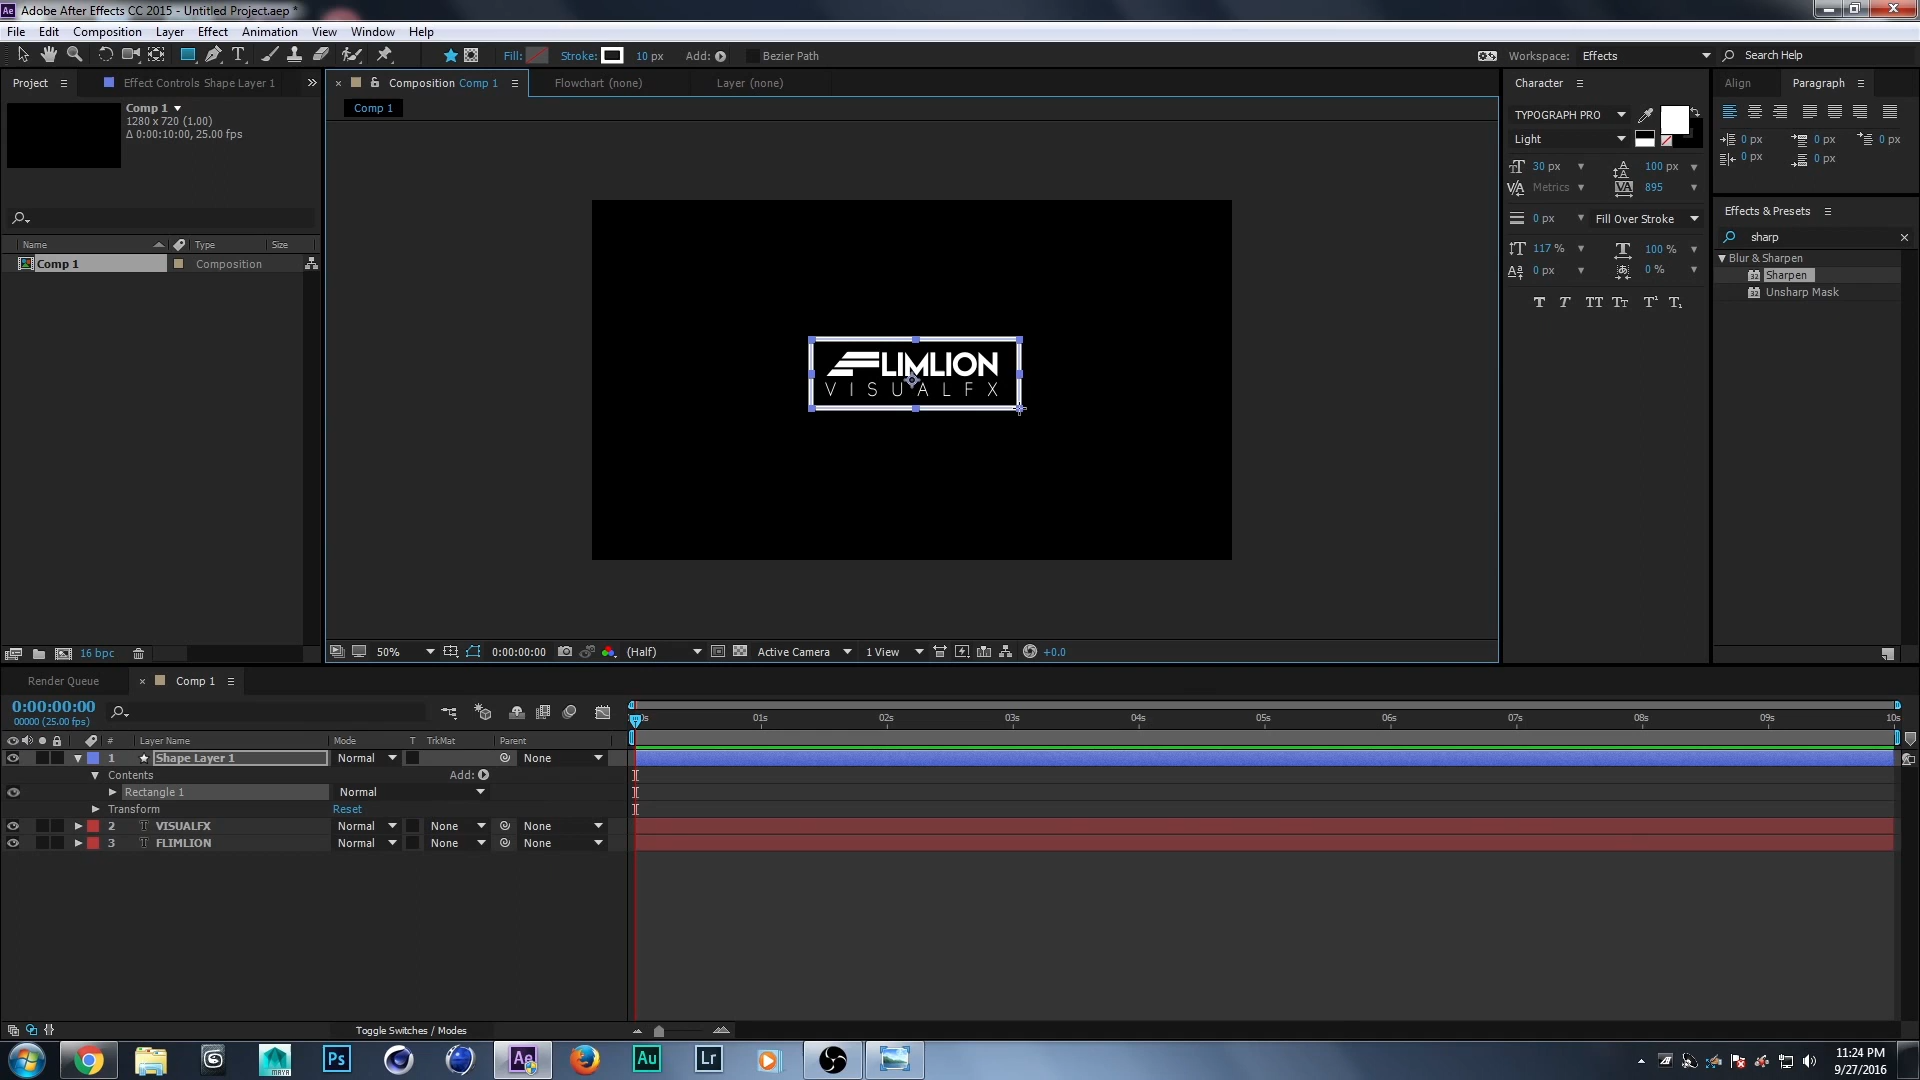 Adobe After Effects CC 2015 - Untitled Project.aep *
File Edit Composition Layer Effect Animation View Window Help
Fill: Stroke: 10 px Add: Bezier Path Workspace: Effects Search Help
Project Effect Controls Shape Layer 1
Composition Comp 1 Flowchart (none) Layer (none)
Character
Align Paragraph
Comp 1
1280 x 720 (1.00)
Δ 0:00:10:00, 25.00 fps
Comp 1
TYPOGRAPH PRO
Light
30 px 100 px
Metrics 895
0 px Fill Over Stroke
117 % 100 %
0 px 0 %
T T TT Tt T¹ T₁
0 px 0 px 0 px
0 px 0 px
Effects & Presets
sharp
Blur & Sharpen
Sharpen
Unsharp Mask
Name Type Size
Comp 1 Composition
FLIMLION
VISUALFX
16 bpc
50% 0:00:00:00 (Half) Active Camera 1 View +0.0
Render Queue Comp 1
0:00:00:00
00000 (25.00 fps)
01s 02s 03s 04s 05s 06s 07s 08s 09s 10s
# Layer Name Mode T TrkMat Parent
1 Shape Layer 1 Normal None
Contents Add:
Rectangle 1 Normal
Transform Reset
2 T VISUALFX Normal None None
3 T FLIMLION Normal None None
Toggle Switches / Modes
MAYA Ps Ae Au Lr
11:24 PM
9/27/2016